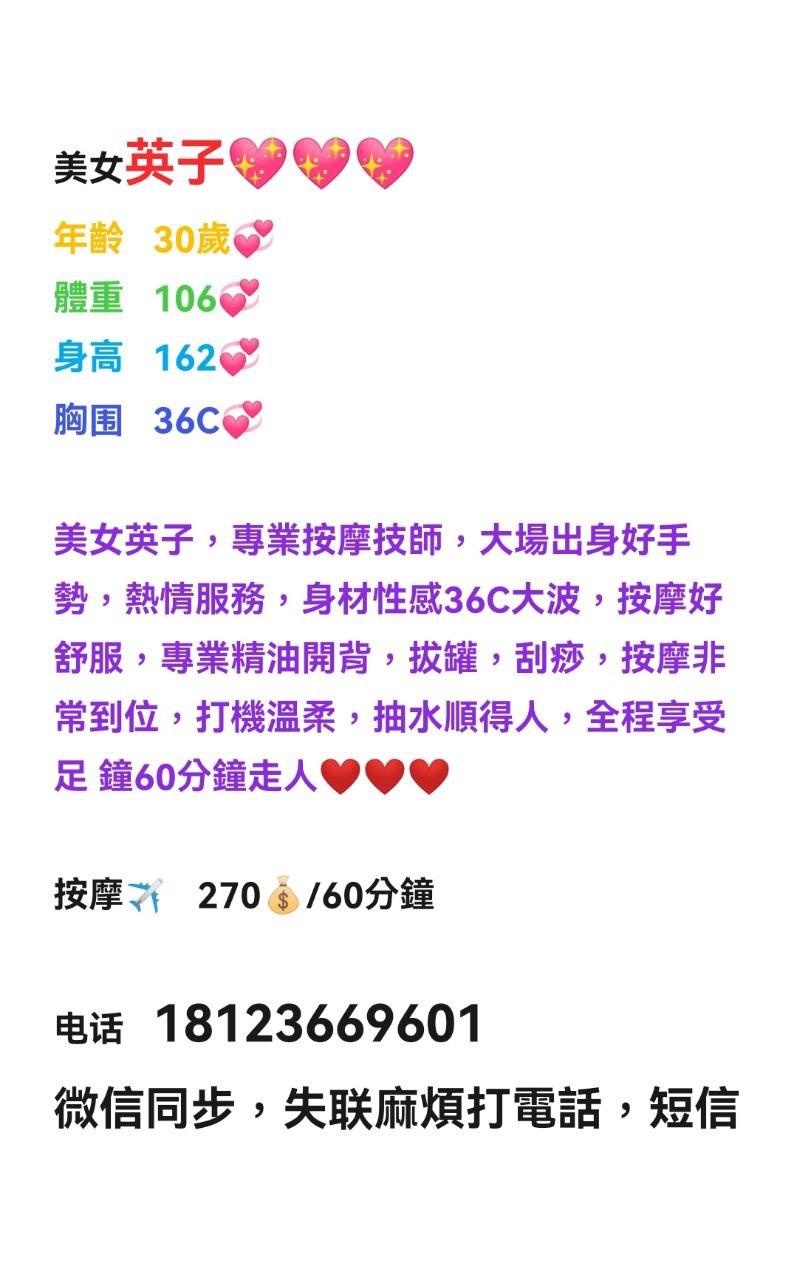 美女英子💖💖💖
年齡 30歲💞
體重 106💞
身高 162💞
胸围 36C💞
美女英子，專業按摩技師，大場出身好手
勢，熱情服務，身材性感36C大波，按摩好
舒服，專業精油開背，拔罐，刮痧，按摩非
常到位，打機溫柔，抽水順得人，全程享受
足 鐘60分鐘走人❤️❤️❤️
按摩✈️ 270💰/60分鐘
电话 18123669601
微信同步，失联麻煩打電話，短信